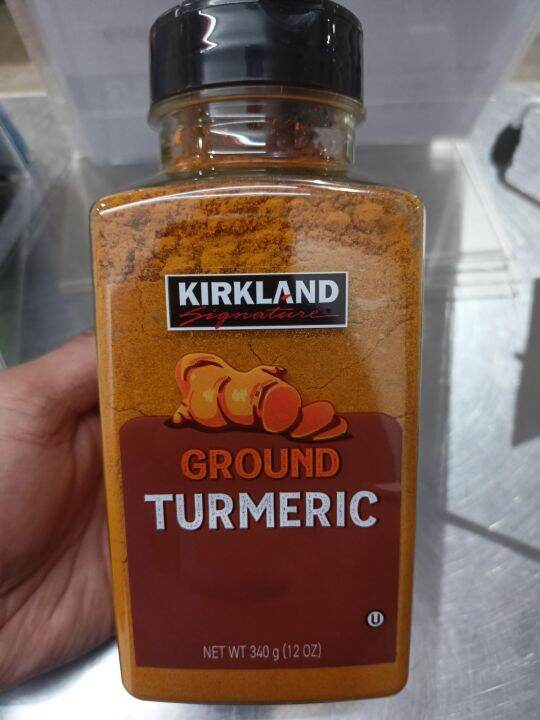 KIRKLAND
Signature
GROUND
TURMERIC
U
NET WT 340 g (12 OZ)